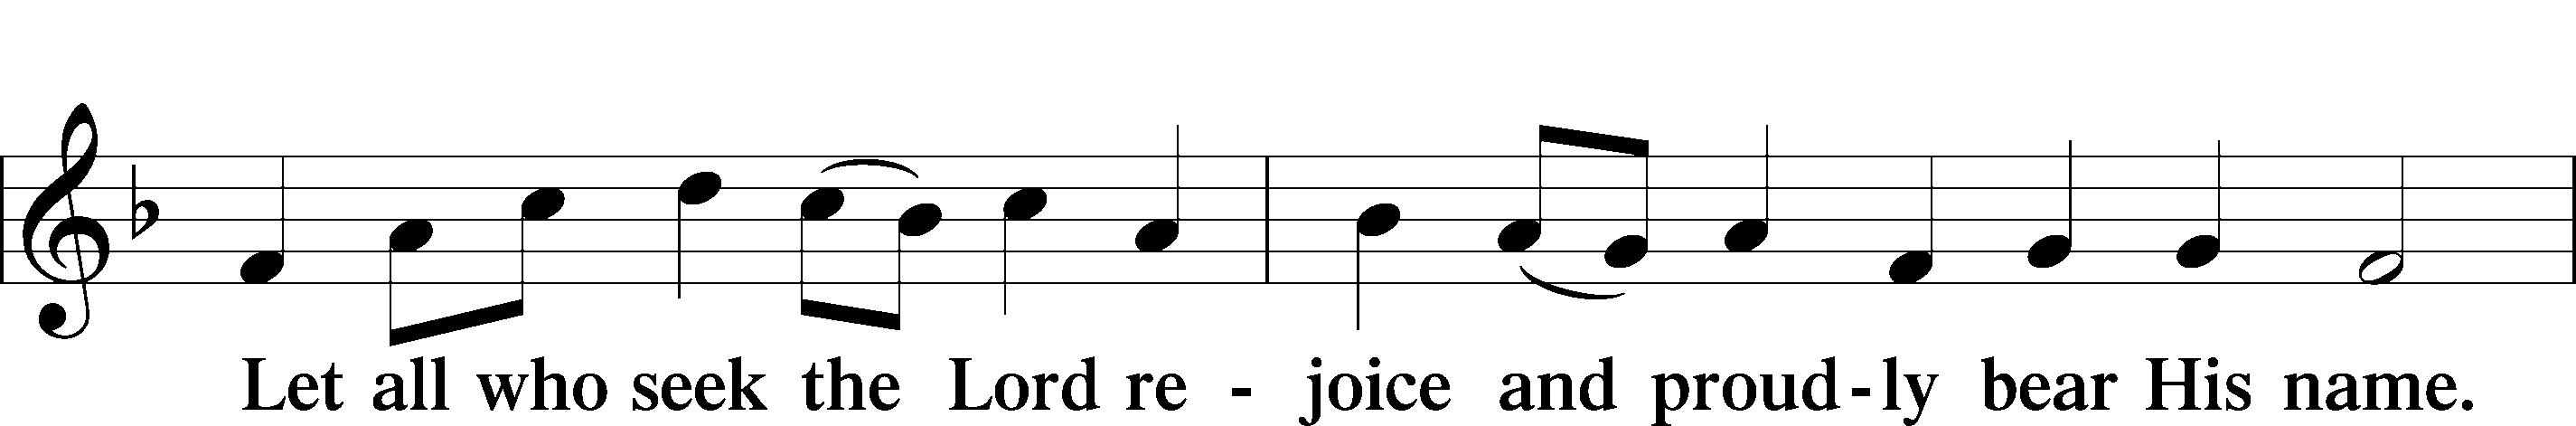 Let all who seek the Lord re - joice and proud-ly bear His name.